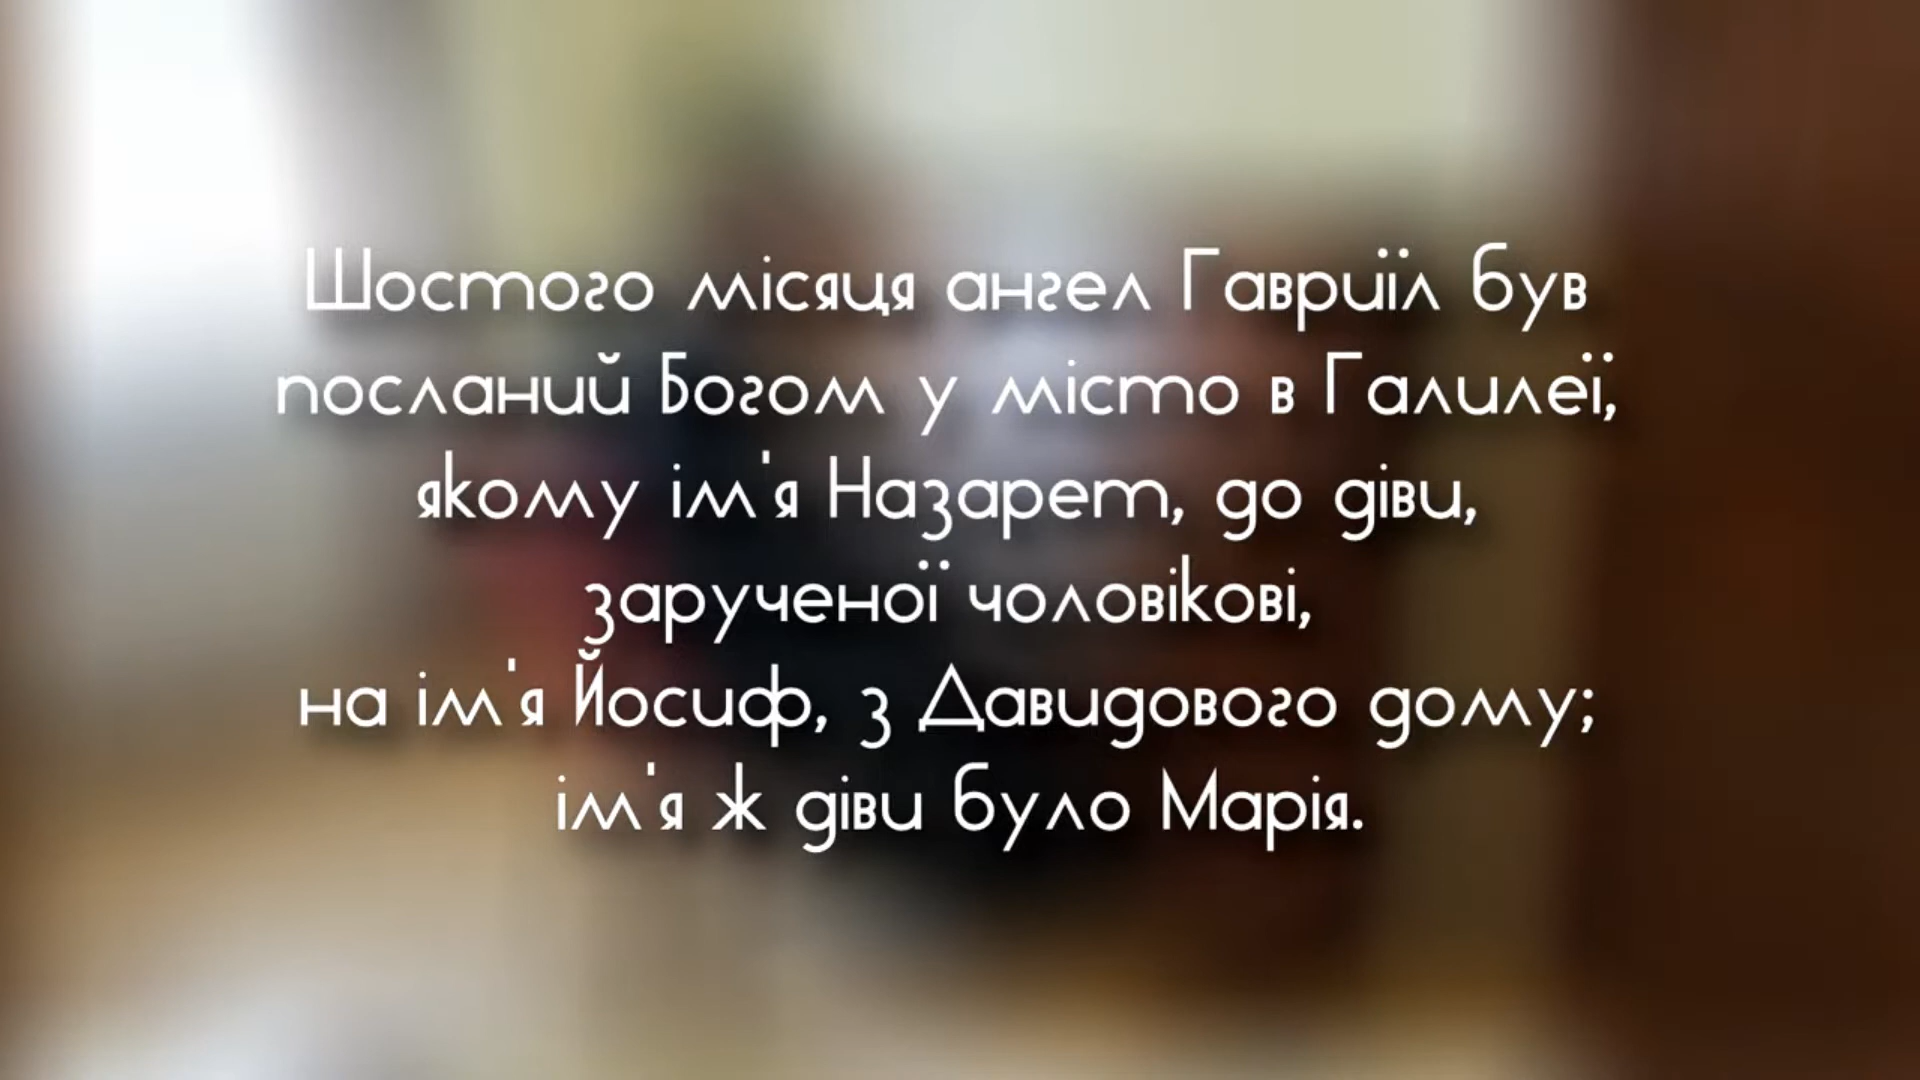 Шостого місяця ангел Гавриїл був
посланий Богом у місто в Галилеї,
якому ім'я Назарет, до діви,
зарученої чоловікові,
на ім'я Йосиф, з Давидового дому;
ім'я ж діви було Марія.